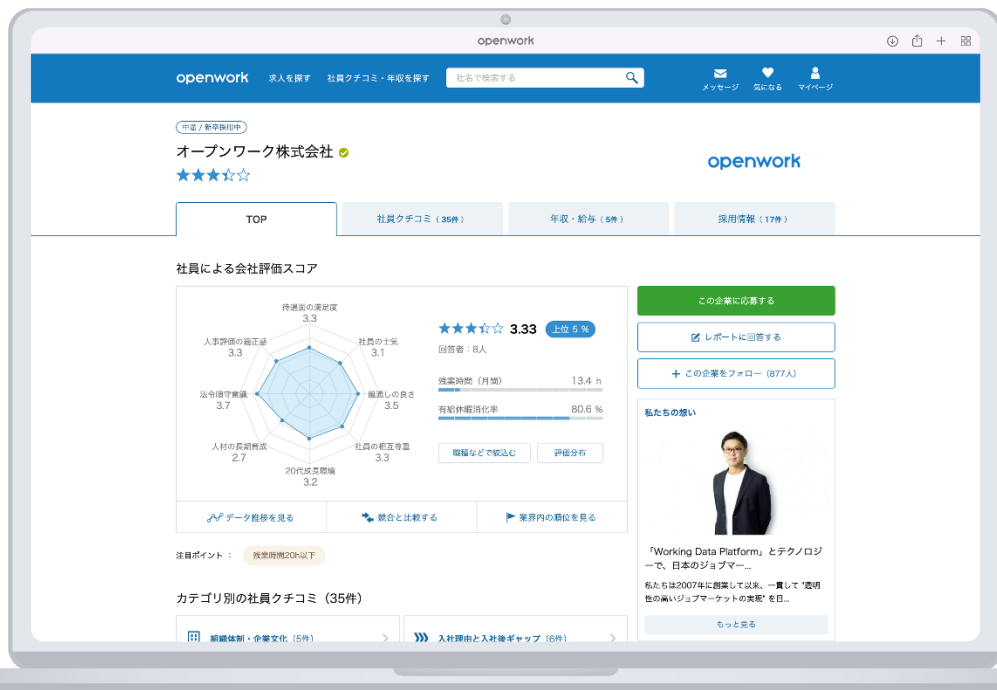 openwork
openwork
求人を探す
社員クチコミ・年収を探す
社名で検索する
メッセージ
気になる
マイページ
中途 / 新卒採用中
オープンワーク株式会社
openwork
TOP
社員クチコミ（35件）
年収・給与（5件）
採用情報（17件）
社員による会社評価スコア
待遇面の満足度
3.3
社員の士気
3.1
風通しの良さ
3.5
社員の相互尊重
3.3
20代成長環境
3.2
人材の長期育成
2.7
法令順守意識
3.7
人事評価の適正感
3.3
3.33
上位 5 %
回答者：8人
残業時間（月間）
13.4 h
有給休暇消化率
80.6 %
職種などで絞込む
評価分布
データ推移を見る
競合と比較する
業界内の順位を見る
注目ポイント ：
残業時間20h以下
カテゴリ別の社員クチコミ（35件）
組織体制・企業文化（5件）
入社理由と入社後ギャップ（6件）
この企業に応募する
レポートに回答する
＋ この企業をフォロー（877人）
私たちの想い
「Working Data Platform」とテクノロジ
ーで、日本のジョブマー...
私たちは2007年に創業して以来、一貫して "透明
性の高いジョブマーケットの実現" を目...
もっと見る